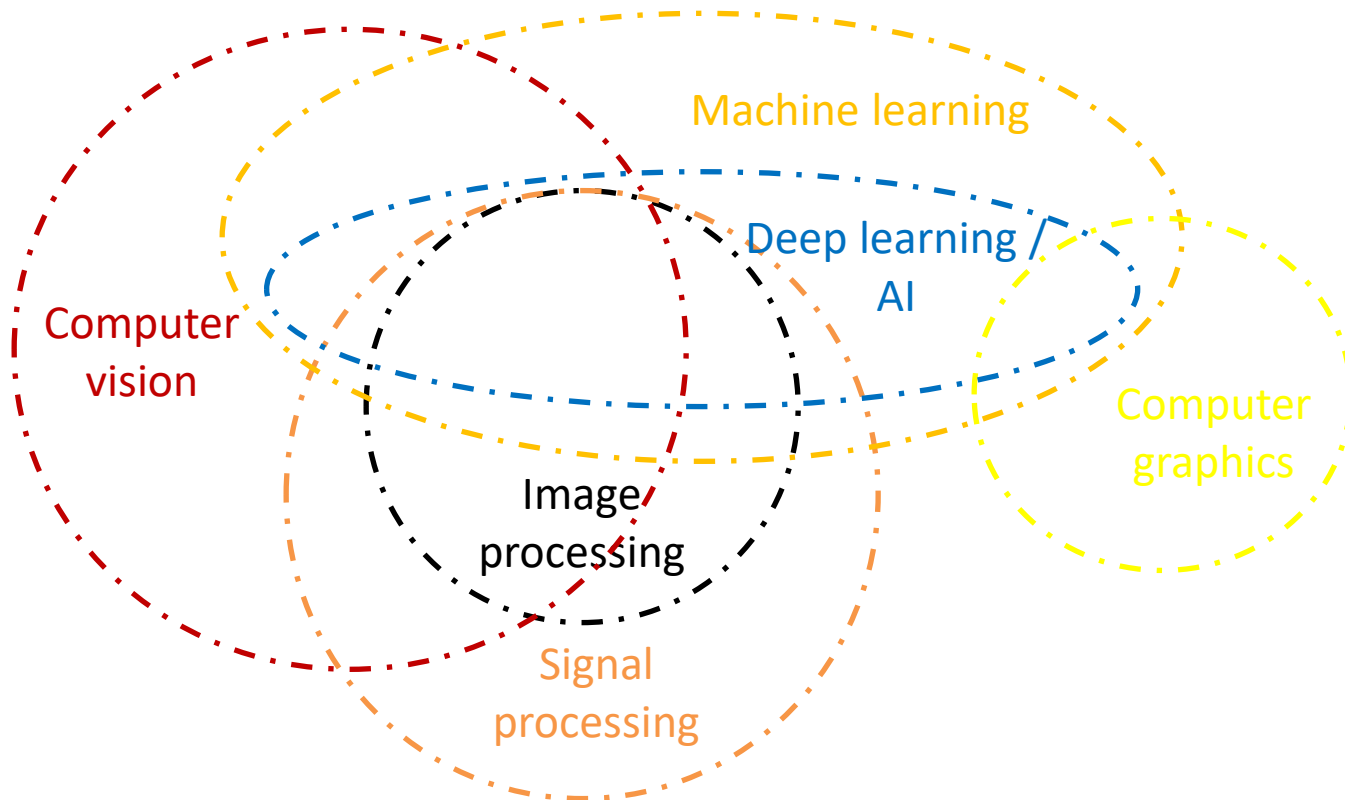 Machine learning
Deep learning /
AI
Computer
vision
Computer
graphics
Image
processing
Signal
processing